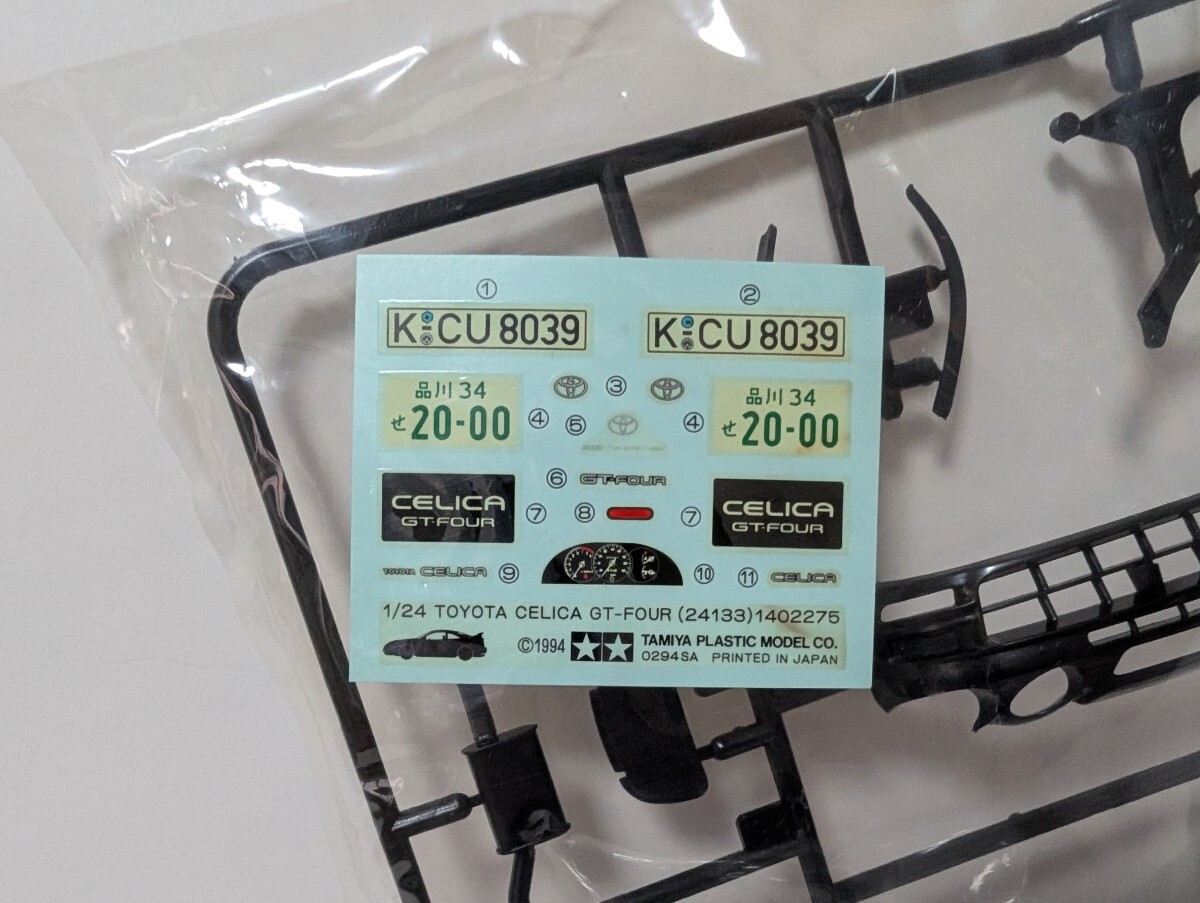 ① ②
K CU 8039 K CU 8039
品川 34 ③ 品川 34
せ 20-00 ④ ⑤ ④ せ 20-00
⑥ GT-FOUR
CELICA ⑦ ⑧ ⑦ CELICA
GT-FOUR GT-FOUR
TOYOTA CELICA ⑨ ⑩ ⑪ CELICA
1/24 TOYOTA CELICA GT-FOUR (24133) 1402275
©1994 TAMIYA PLASTIC MODEL CO.
0294SA PRINTED IN JAPAN